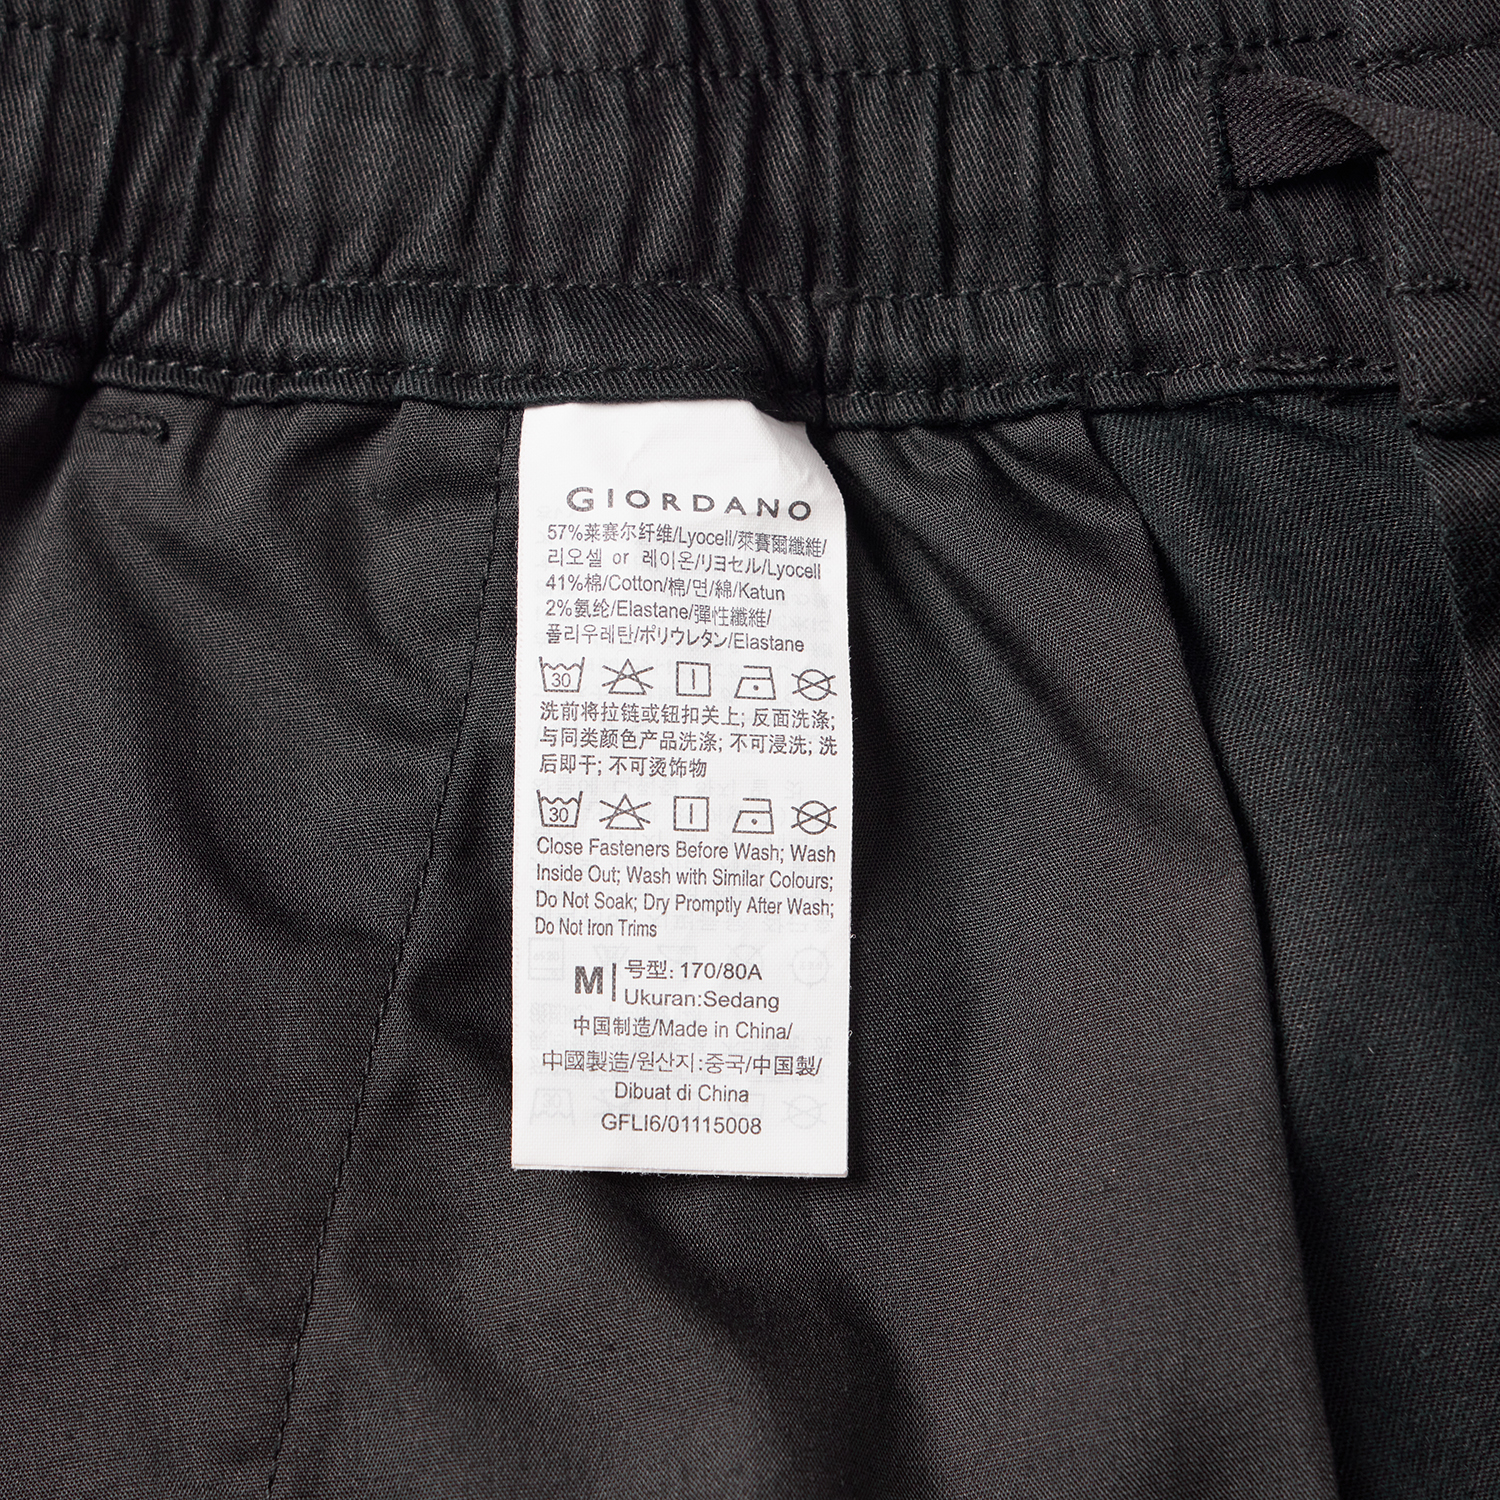 GIORDANO
57%莱赛尔纤维/Lyocell/萊賽爾纖維/
리오셀 or 레이온/リヨセル/Lyocell
41%棉/Cotton/棉/면/綿/Katun
2%氨纶/Elastane/彈性纖維/
폴리우레탄/ポリウレタン/Elastane
30
洗前将拉链或钮扣关上; 反面洗涤;
与同类颜色产品洗涤; 不可浸洗; 洗
后即干; 不可烫饰物
30
Close Fasteners Before Wash; Wash
Inside Out; Wash with Similar Colours;
Do Not Soak; Dry Promptly After Wash;
Do Not Iron Trims
M 号型: 170/80A
Ukuran:Sedang
中国制造/Made in China/
中國製造/원산지:중국/中国製/
Dibuat di China
GFLI6/01115008